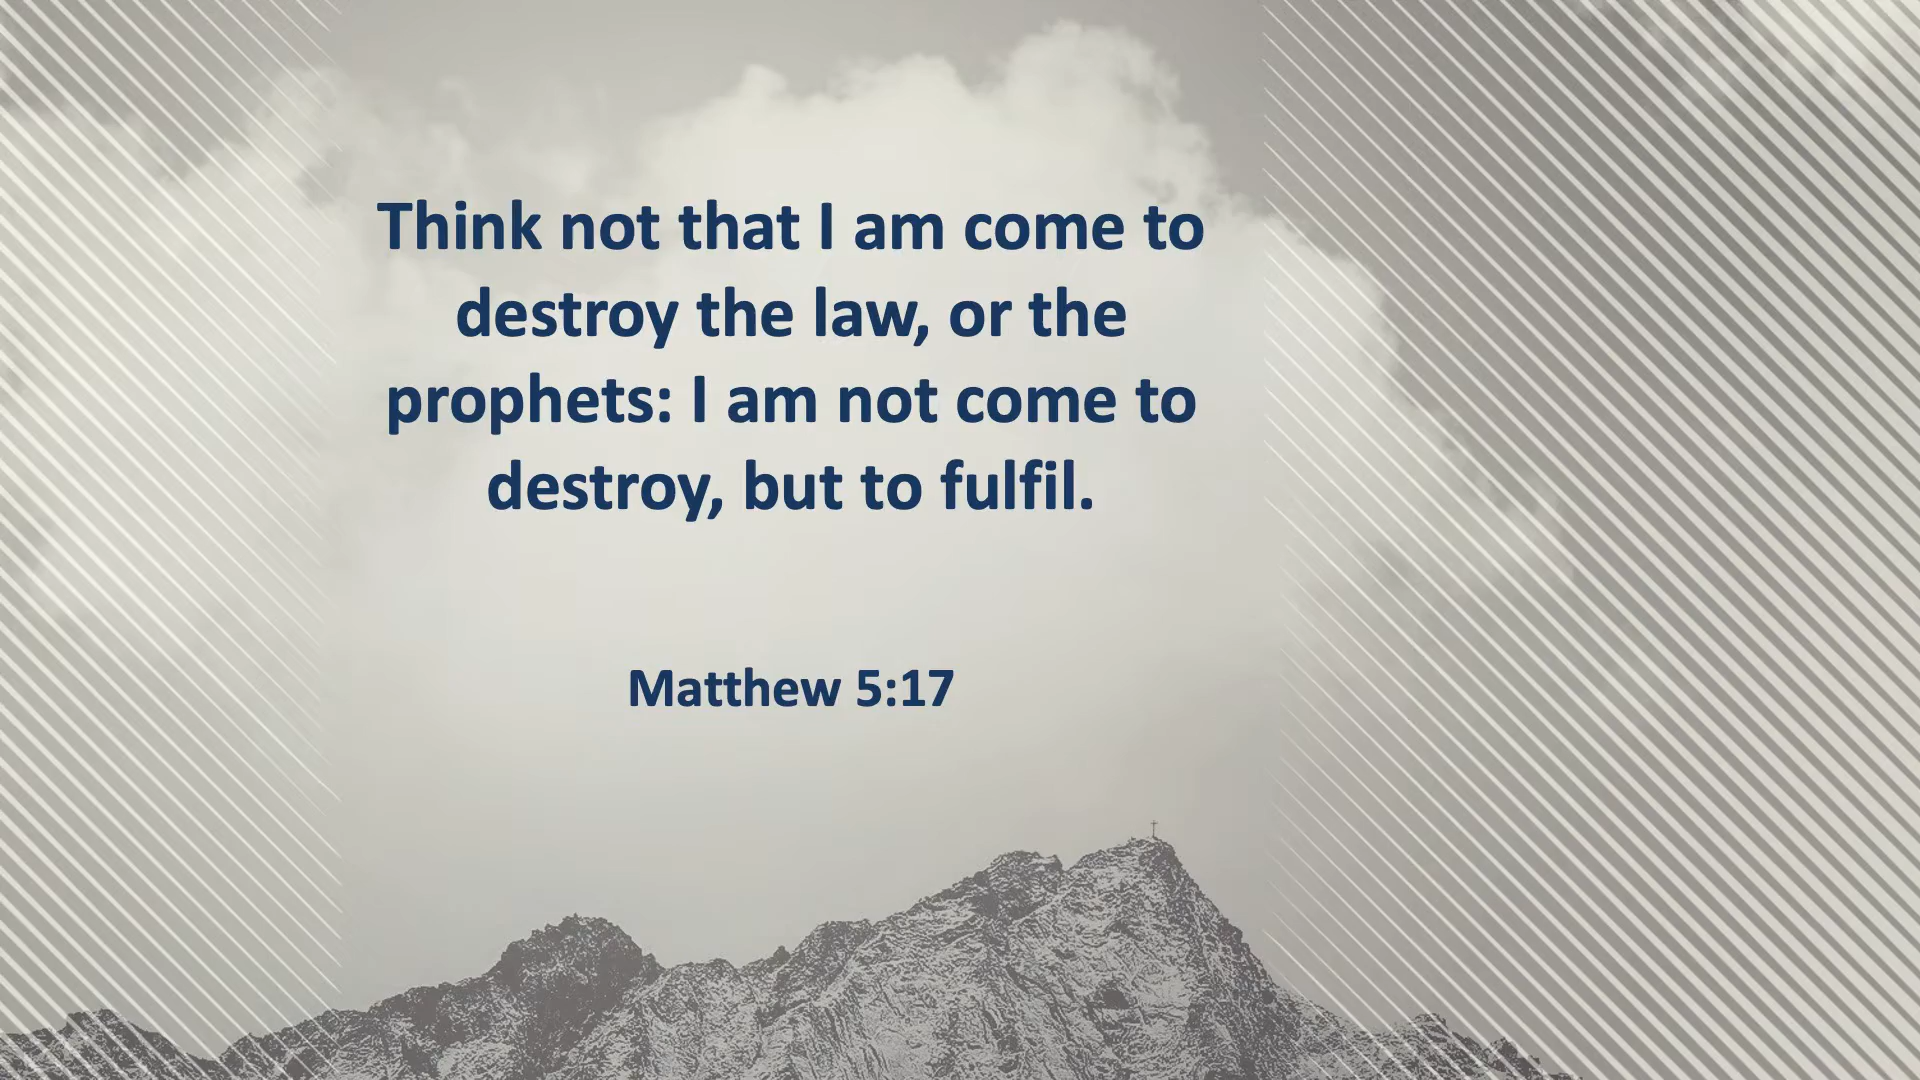 Think not that I am come to
destroy the law, or the
prophets: I am not come to
destroy, but to fulfil.
Matthew 5:17